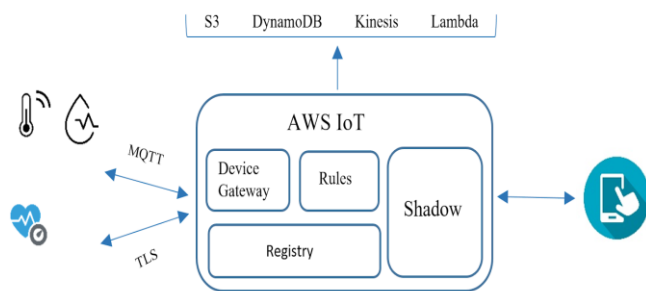 S3 DynamoDB Kinesis Lambda
AWS IoT
MQTT
Device
Gateway
Rules
Shadow
Registry
TLS